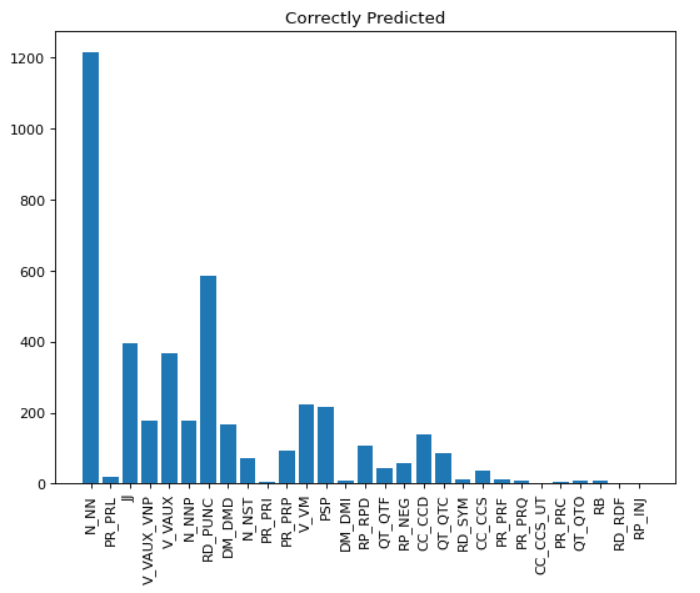 Correctly Predicted
1200
1000
800
600
400
200
0
N_NN
PR_PRL
JJ
V_VAUX_VNP
V_VAUX
N_NNP
RD_PUNC
DM_DMD
N_NST
PR_PRI
PR_PRP
V_VM
PSP
DM_DMI
RP_RPD
QT_QTF
RP_NEG
CC_CCD
QT_QTC
RD_SYM
CC_CCS
PR_PRF
PR_PRQ
CC_CCS_UT
PR_PRC
QT_QTO
RB
RD_RDF
RP_INJ